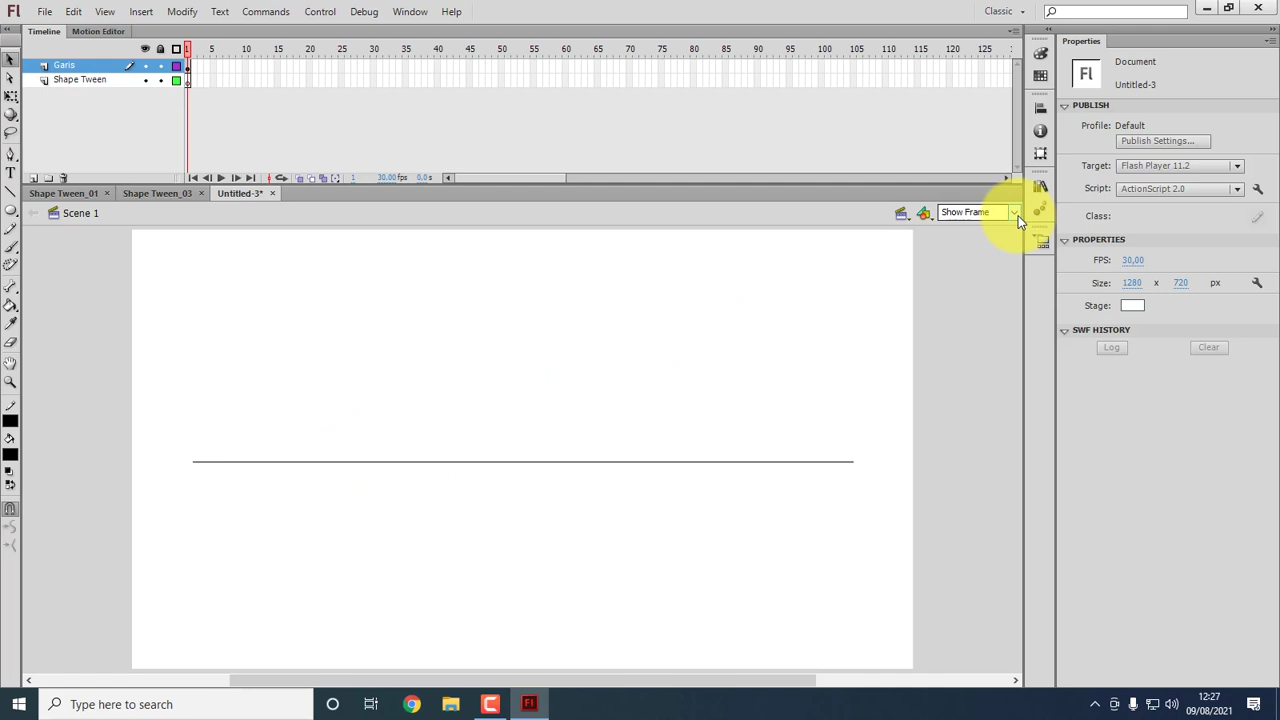 Fl File Edit View Insert Modify Text Commands Control Debug Window Help Classic
Timeline Motion Editor
1 5 10 15 20 25 30 35 40 45 50 55 60 65 70 75 80 85 90 95 100 105 110 115 120 125 1
Garis
Shape Tween
1 30,00 fps 0,0 s
Shape Tween_01 × Shape Tween_03 × Untitled-3* ×
Scene 1 Show Frame
Properties
Fl
Document
Untitled-3
PUBLISH
Profile: Default
Publish Settings...
Target: Flash Player 11.2
Script: ActionScript 2.0
Class:
PROPERTIES
FPS: 30,00
Size: 1280 x 720 px
Stage:
SWF HISTORY
Log Clear
Type here to search
Fl
12:27
09/08/2021